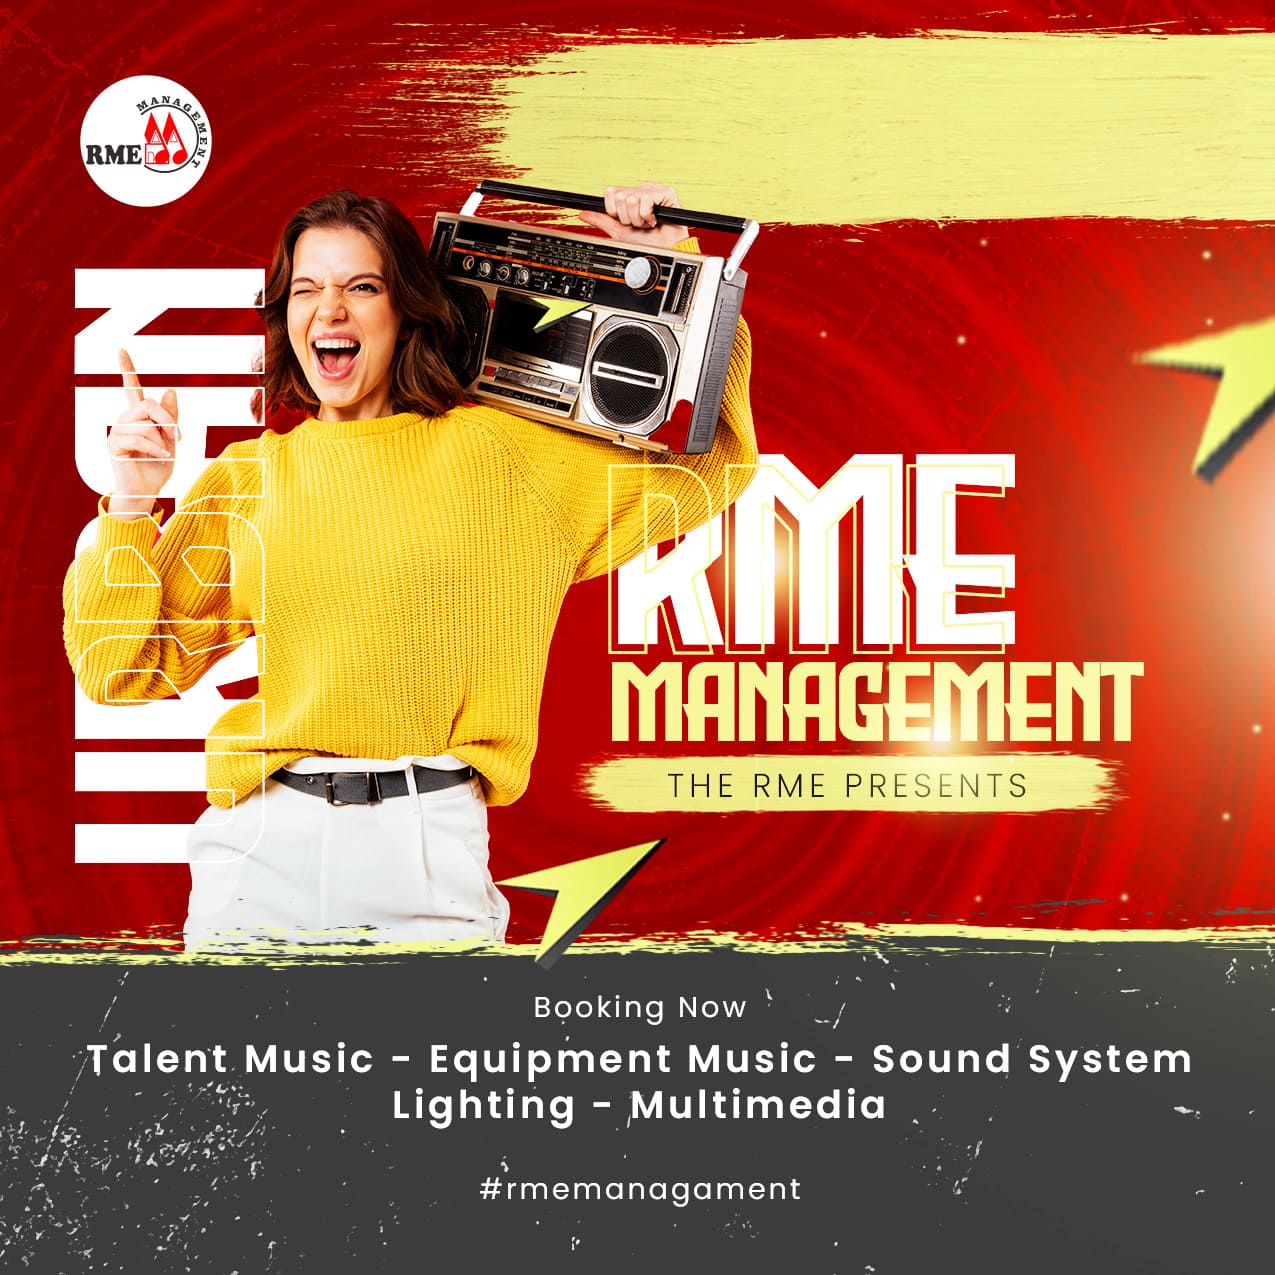 MANAGEMENT
RME
URBAN
RME
MANAGEMENT
THE RME PRESENTS
Booking Now
Talent Music - Equipment Music - Sound System
Lighting - Multimedia
#rmemanagament